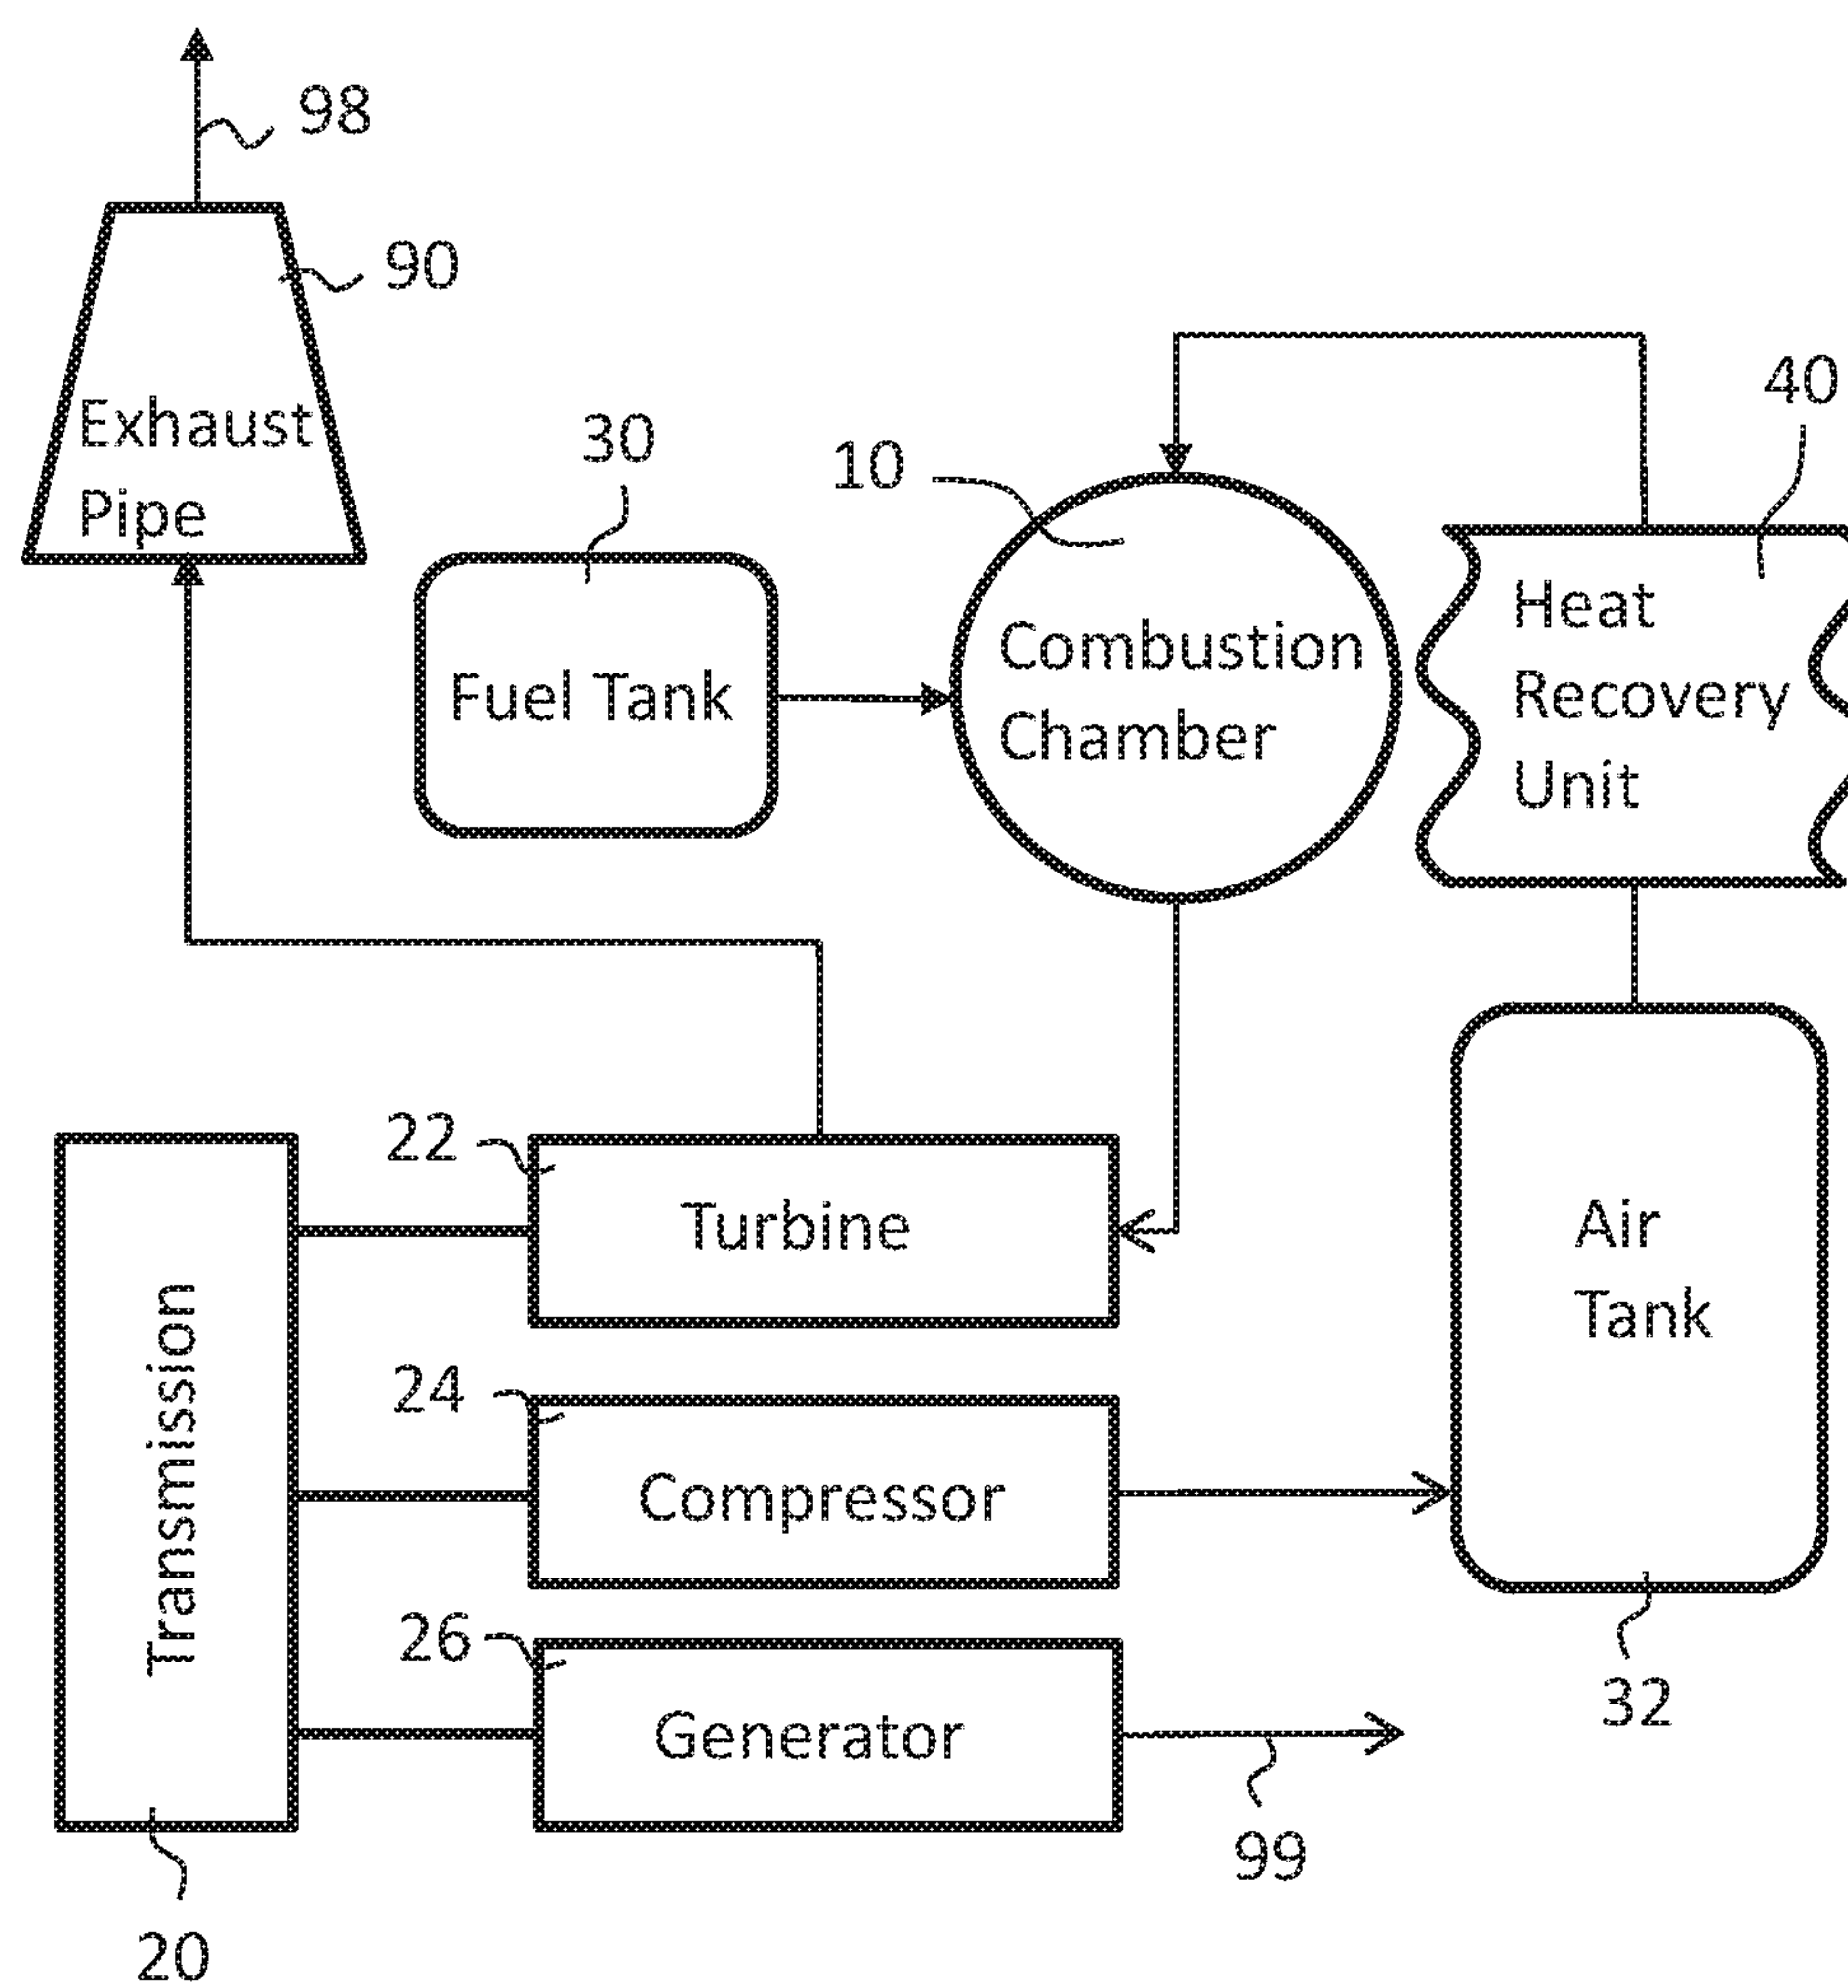 98
90
Exhaust
Pipe
30
10
40
Fuel Tank
Combustion
Chamber
Heat
Recovery
Unit
22
Turbine
Air
Tank
Transmission
24
Compressor
26
Generator
32
99
20